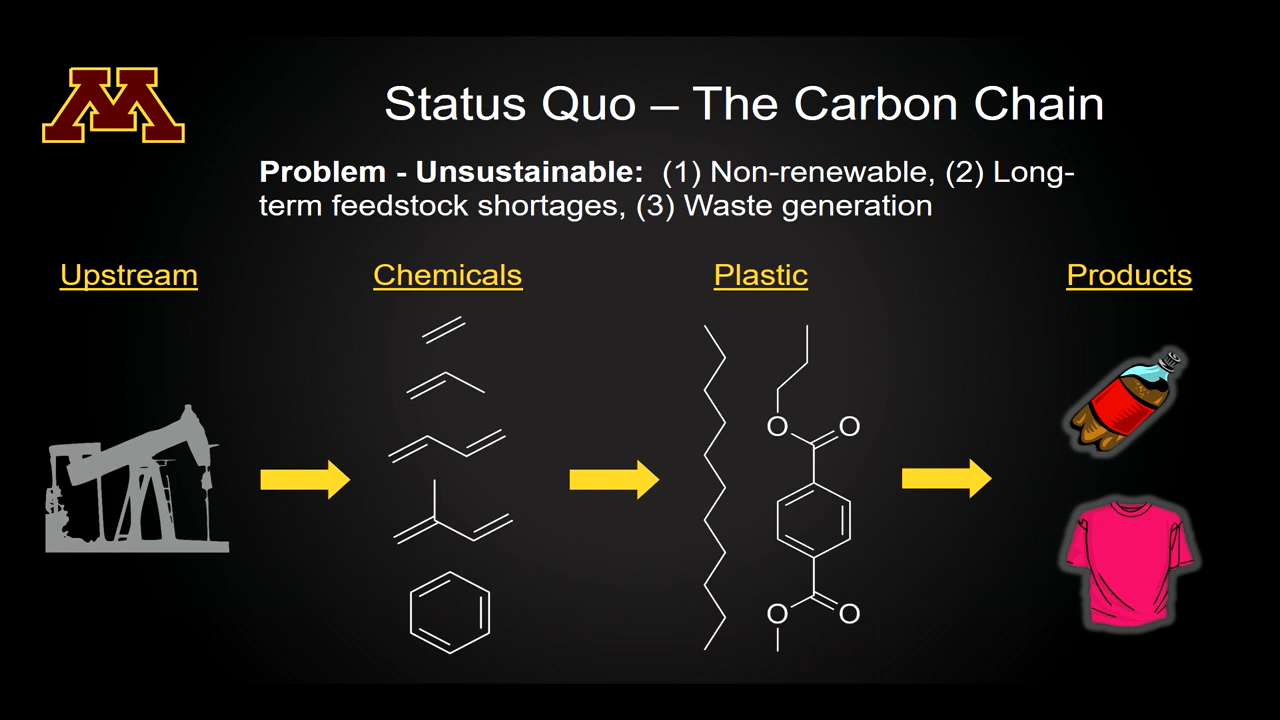 M
Status Quo – The Carbon Chain
Problem - Unsustainable:  (1) Non-renewable, (2) Long-
term feedstock shortages, (3) Waste generation
Upstream
Chemicals
Plastic
Products
O
O
O
O